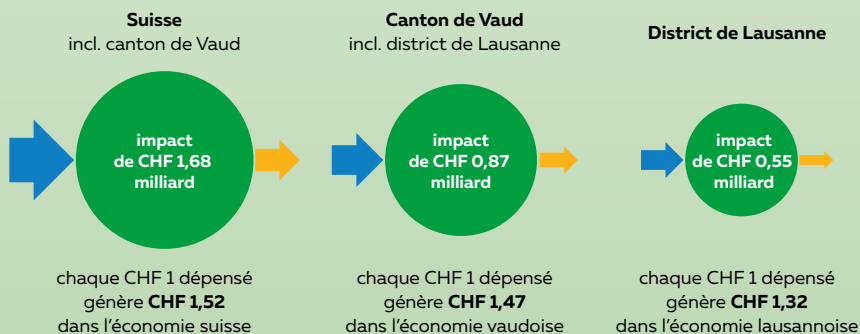 Suisse
incl. canton de Vaud
impact
de CHF 1,68
milliard
chaque CHF 1 dépensé
génère CHF 1,52
dans l'économie suisse
Canton de Vaud
incl. district de Lausanne
impact
de CHF 0,87
milliard
chaque CHF 1 dépensé
génère CHF 1,47
dans l'économie vaudoise
District de Lausanne
impact
de CHF 0,55
milliard
chaque CHF 1 dépensé
génère CHF 1,32
dans l'économie lausannoise